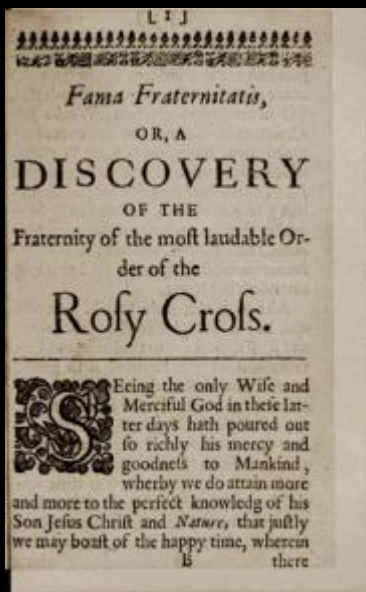 [ 1 ]
Fama Fraternitatis,
OR, A
DISCOVERY
OF THE
Fraternity of the moſt laudable Or-
der of the
Roſy Croſs.
SEeing the only Wiſe and
Merciful God in theſe lat-
ter days hath poured out
ſo richly his mercy and
goodneſs to Mankind,
wherby we do attain more
and more to the perfect knowledg of his
Son Jeſus Chriſt and Nature, that juſtly
we may boaſt of the happy time, wherein
B there